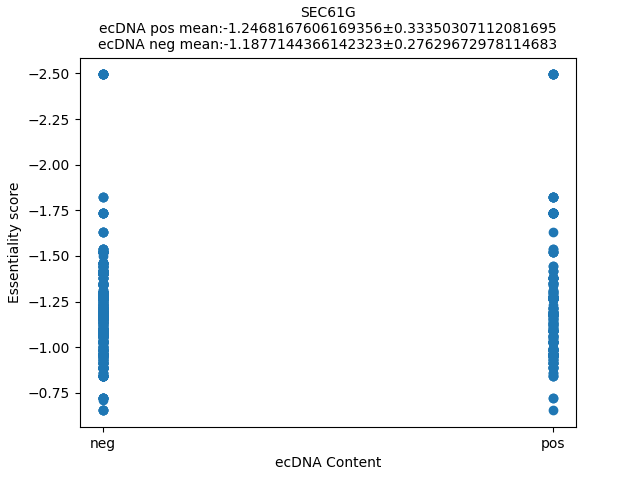 SEC61G
ecDNA pos mean:-1.2468167606169356±0.33350307112081695
ecDNA neg mean:-1.1877144366142323±0.27629672978114683
−2.50
−2.25
−2.00
−1.75
−1.50
−1.25
−1.00
−0.75
Essentiality score
neg
pos
ecDNA Content